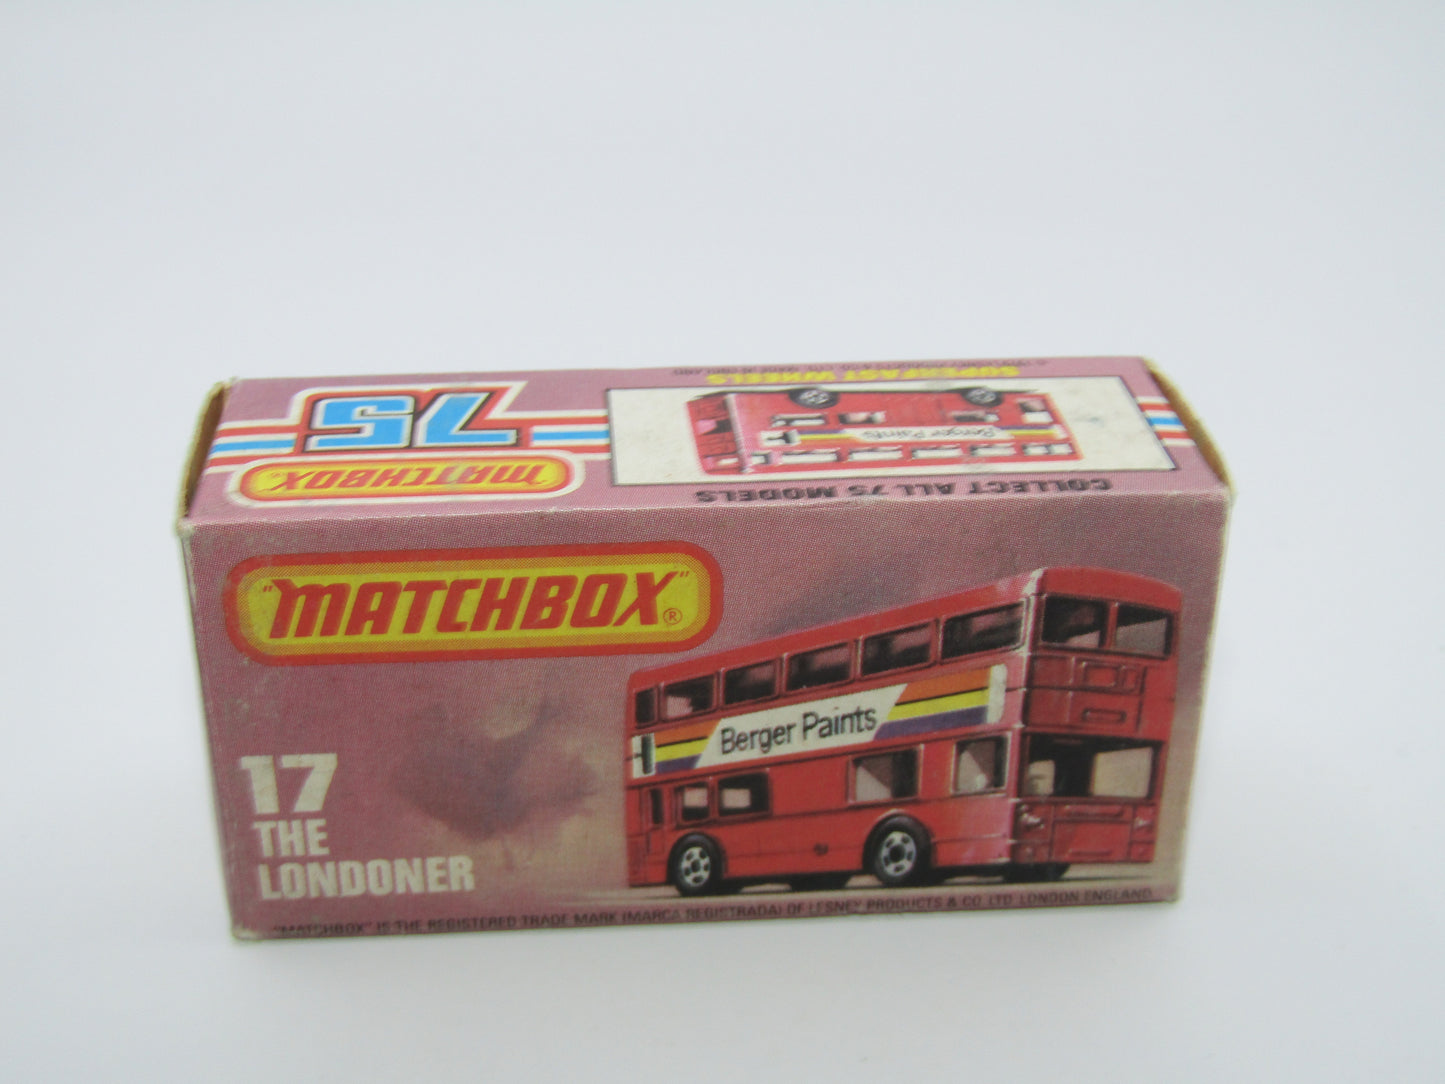 SUPERFAST WHEELS
75
Berger Paints
"MATCHBOX"
COLLECT ALL 75 MODELS
"MATCHBOX"®
Berger Paints
17
THE
LONDONER
"MATCHBOX" IS THE REGISTERED TRADE MARK (MARCA REGISTRADA) OF LESNEY PRODUCTS & CO. LTD. LONDON ENGLAND